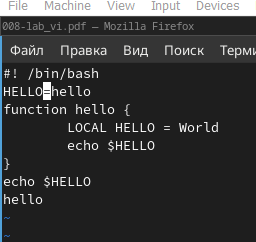 File Machine View Input Devices
008-lab_vi.pdf — Mozilla Firefox
Файл Правка Вид Поиск Терми
#! /bin/bash
HELLO=hello
function hello {
        LOCAL HELLO = World
        echo $HELLO
}
echo $HELLO
hello
~
~